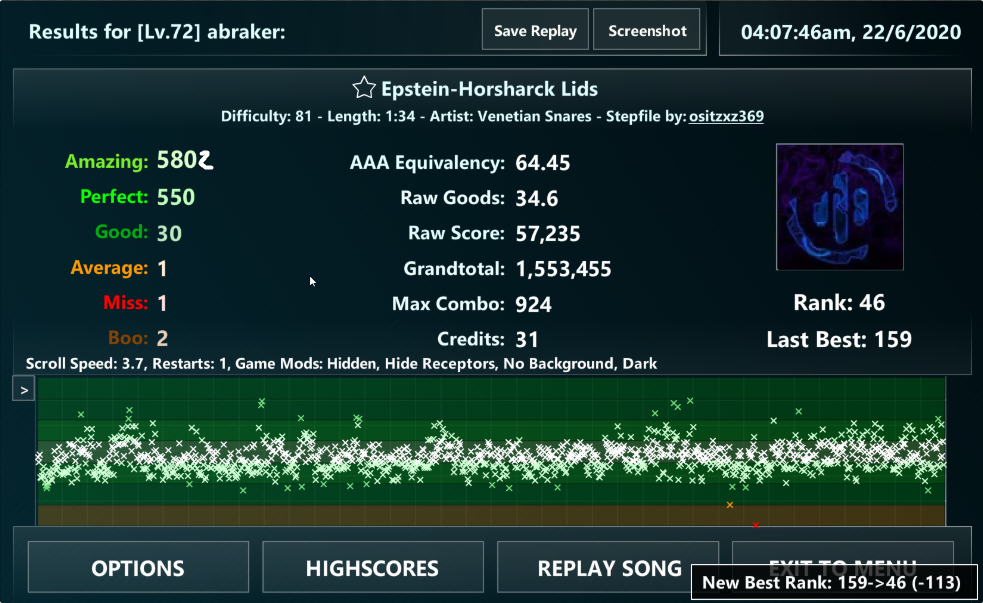 Results for [Lv.72] abraker:
Save Replay
Screenshot
04:07:46am, 22/6/2020
Epstein-Horsharck Lids
Difficulty: 81 - Length: 1:34 - Artist: Venetian Snares - Stepfile by: ositzxz369
Amazing: 5802
Perfect: 550
Good: 30
Average: 1
Miss: 1
Boo: 2
AAA Equivalency: 64.45
Raw Goods: 34.6
Raw Score: 57,235
Grandtotal: 1,553,455
Max Combo: 924
Credits: 31
Rank: 46
Last Best: 159
Scroll Speed: 3.7, Restarts: 1, Game Mods: Hidden, Hide Receptors, No Background, Dark
>
OPTIONS
HIGHSCORES
REPLAY SONG
EXIT TO MENU
New Best Rank: 159->46 (-113)